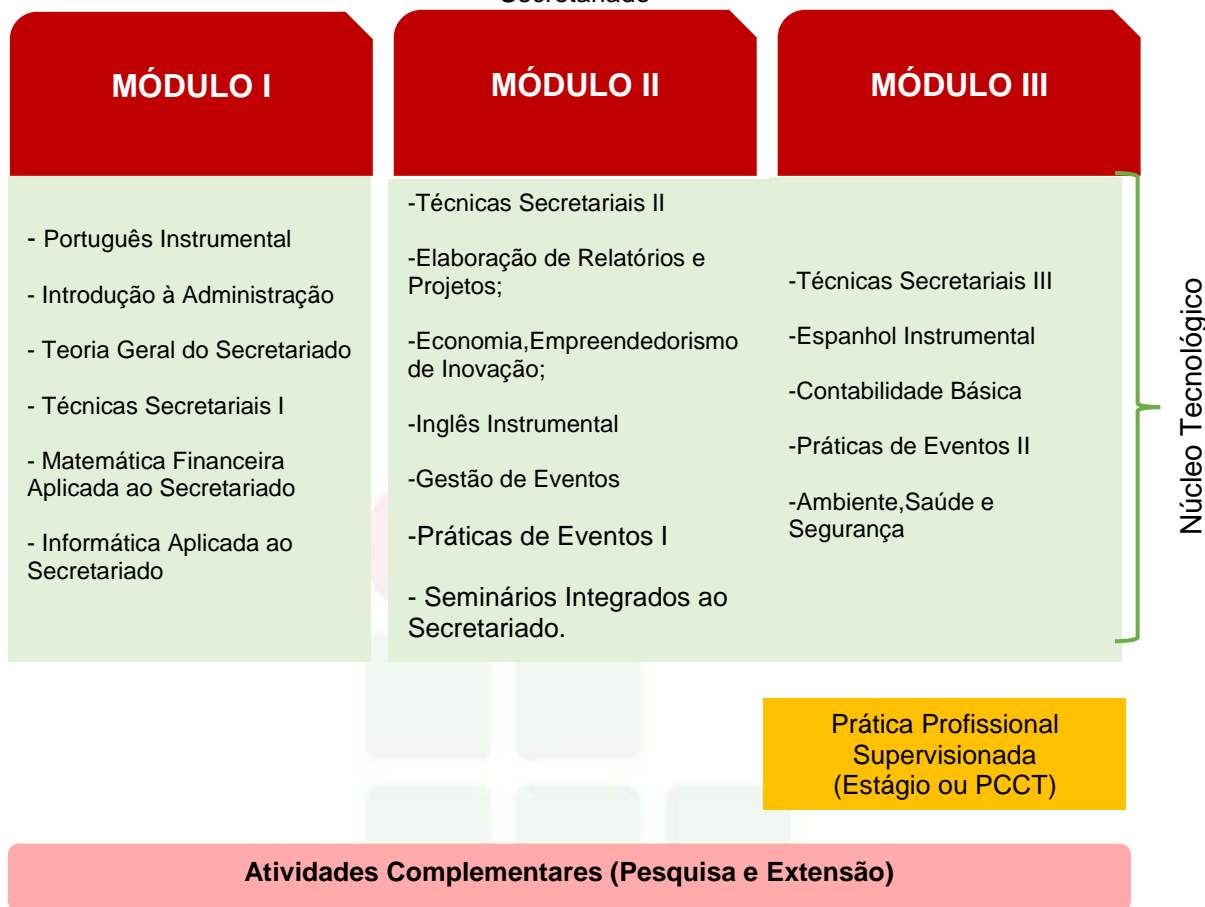 Secretariado
MÓDULO I
MÓDULO II
MÓDULO III
- Português Instrumental
- Introdução à Administração
- Teoria Geral do Secretariado
- Técnicas Secretariais I
- Matemática Financeira
Aplicada ao Secretariado
- Informática Aplicada ao
Secretariado
-Técnicas Secretariais II
-Elaboração de Relatórios e
Projetos;
-Economia,Empreendedorismo
de Inovação;
-Inglês Instrumental
-Gestão de Eventos
-Práticas de Eventos I
- Seminários Integrados ao
Secretariado.
-Técnicas Secretariais III
-Espanhol Instrumental
-Contabilidade Básica
-Práticas de Eventos II
-Ambiente,Saúde e
Segurança
Núcleo Tecnológico
Prática Profissional
Supervisionada
(Estágio ou PCCT)
Atividades Complementares (Pesquisa e Extensão)